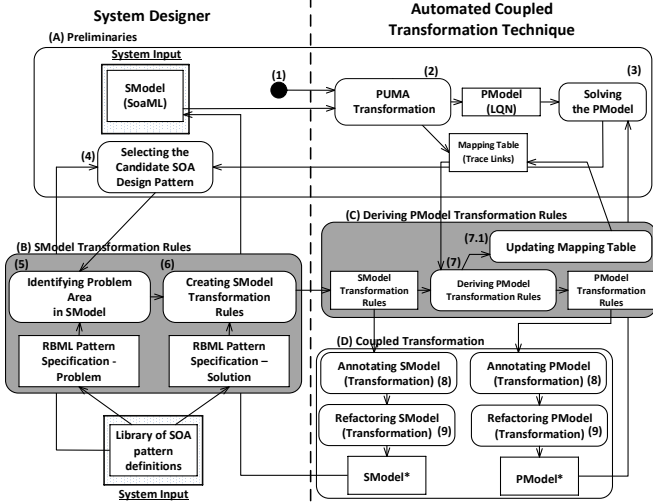 System Designer
Automated Coupled
Transformation Technique
(A) Preliminaries
System Input
SModel
(SoaML)
(1)
(2)
PUMA
Transformation
PModel
(LQN)
(3)
Solving
the PModel
(4)
Selecting the
Candidate SOA
Design Pattern
Mapping Table
(Trace Links)
(B) SModel Transformation Rules
(5)
Identifying Problem
Area
in SModel
(6)
Creating SModel
Transformation
Rules
RBML Pattern
Specification -
Problem
RBML Pattern
Specification –
Solution
Library of SOA
pattern
definitions
System Input
(C) Deriving PModel Transformation Rules
(7.1)
Updating Mapping Table
SModel
Transformation
Rules
(7)
Deriving PModel
Transformation Rules
PModel
Transformation
Rules
(D) Coupled Transformation
Annotating SModel
(Transformation) (8)
Annotating PModel
(Transformation) (8)
Refactoring SModel
(Transformation) (9)
Refactoring PModel
(Transformation) (9)
SModel*
PModel*